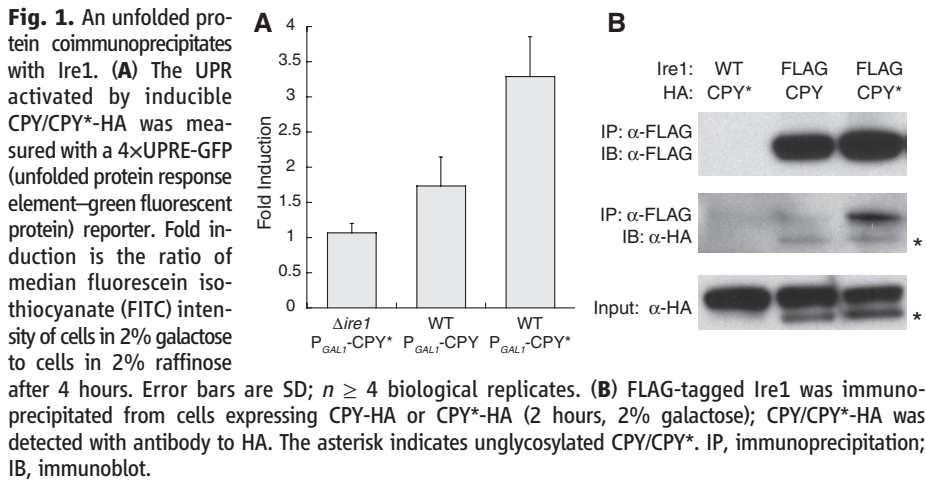 Fig. 1. An unfolded pro-
tein coimmunoprecipitates
with Ire1. (A) The UPR
activated by inducible
CPY/CPY*-HA was mea-
sured with a 4×UPRE-GFP
(unfolded protein response
element–green fluorescent
protein) reporter. Fold in-
duction is the ratio of
median fluorescein iso-
thiocyanate (FITC) inten-
sity of cells in 2% galactose
to cells in 2% raffinose
after 4 hours. Error bars are SD; n ≥ 4 biological replicates. (B) FLAG-tagged Ire1 was immuno-
precipitated from cells expressing CPY-HA or CPY*-HA (2 hours, 2% galactose); CPY/CPY*-HA was
detected with antibody to HA. The asterisk indicates unglycosylated CPY/CPY*. IP, immunoprecipitation;
IB, immunoblot.
A
Fold Induction
4
3.5
3
2.5
2
1.5
1
0.5
0
Δire1 WT WT
PGAL1-CPY* PGAL1-CPY PGAL1-CPY*
B
Ire1: WT FLAG FLAG
HA: CPY* CPY CPY*
IP: α-FLAG
IB: α-FLAG
IP: α-FLAG
IB: α-HA
*
Input: α-HA
*